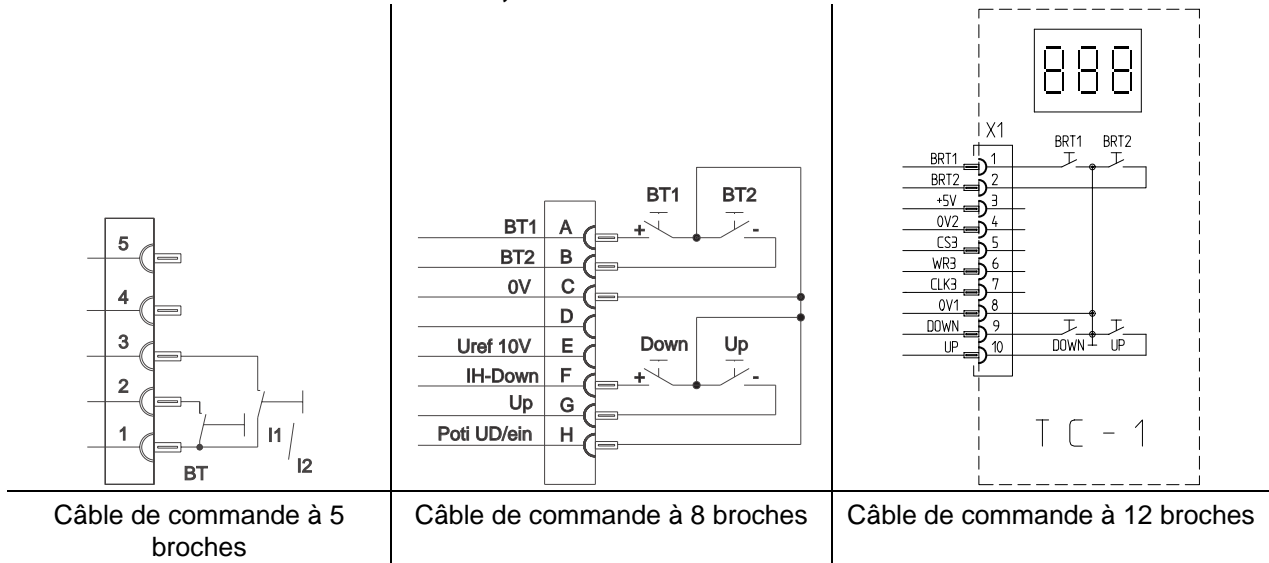 5
4
3
2
1
BT
I1
I2
Câble de commande à 5
broches
BT1 BT2
BT1 A + -
BT2 B
0V C
D
Uref 10V E Down Up
IH-Down F + -
Up G
Poti UD/ein H
Câble de commande à 8 broches
888
X1
BRT1 BRT2
BRT1 1
BRT2 2
+5V 3
0V2 4
CS3 5
WR3 6
CLK3 7
0V1 8
DOWN 9
UP 10
DOWN UP
TC-1
Câble de commande à 12 broches